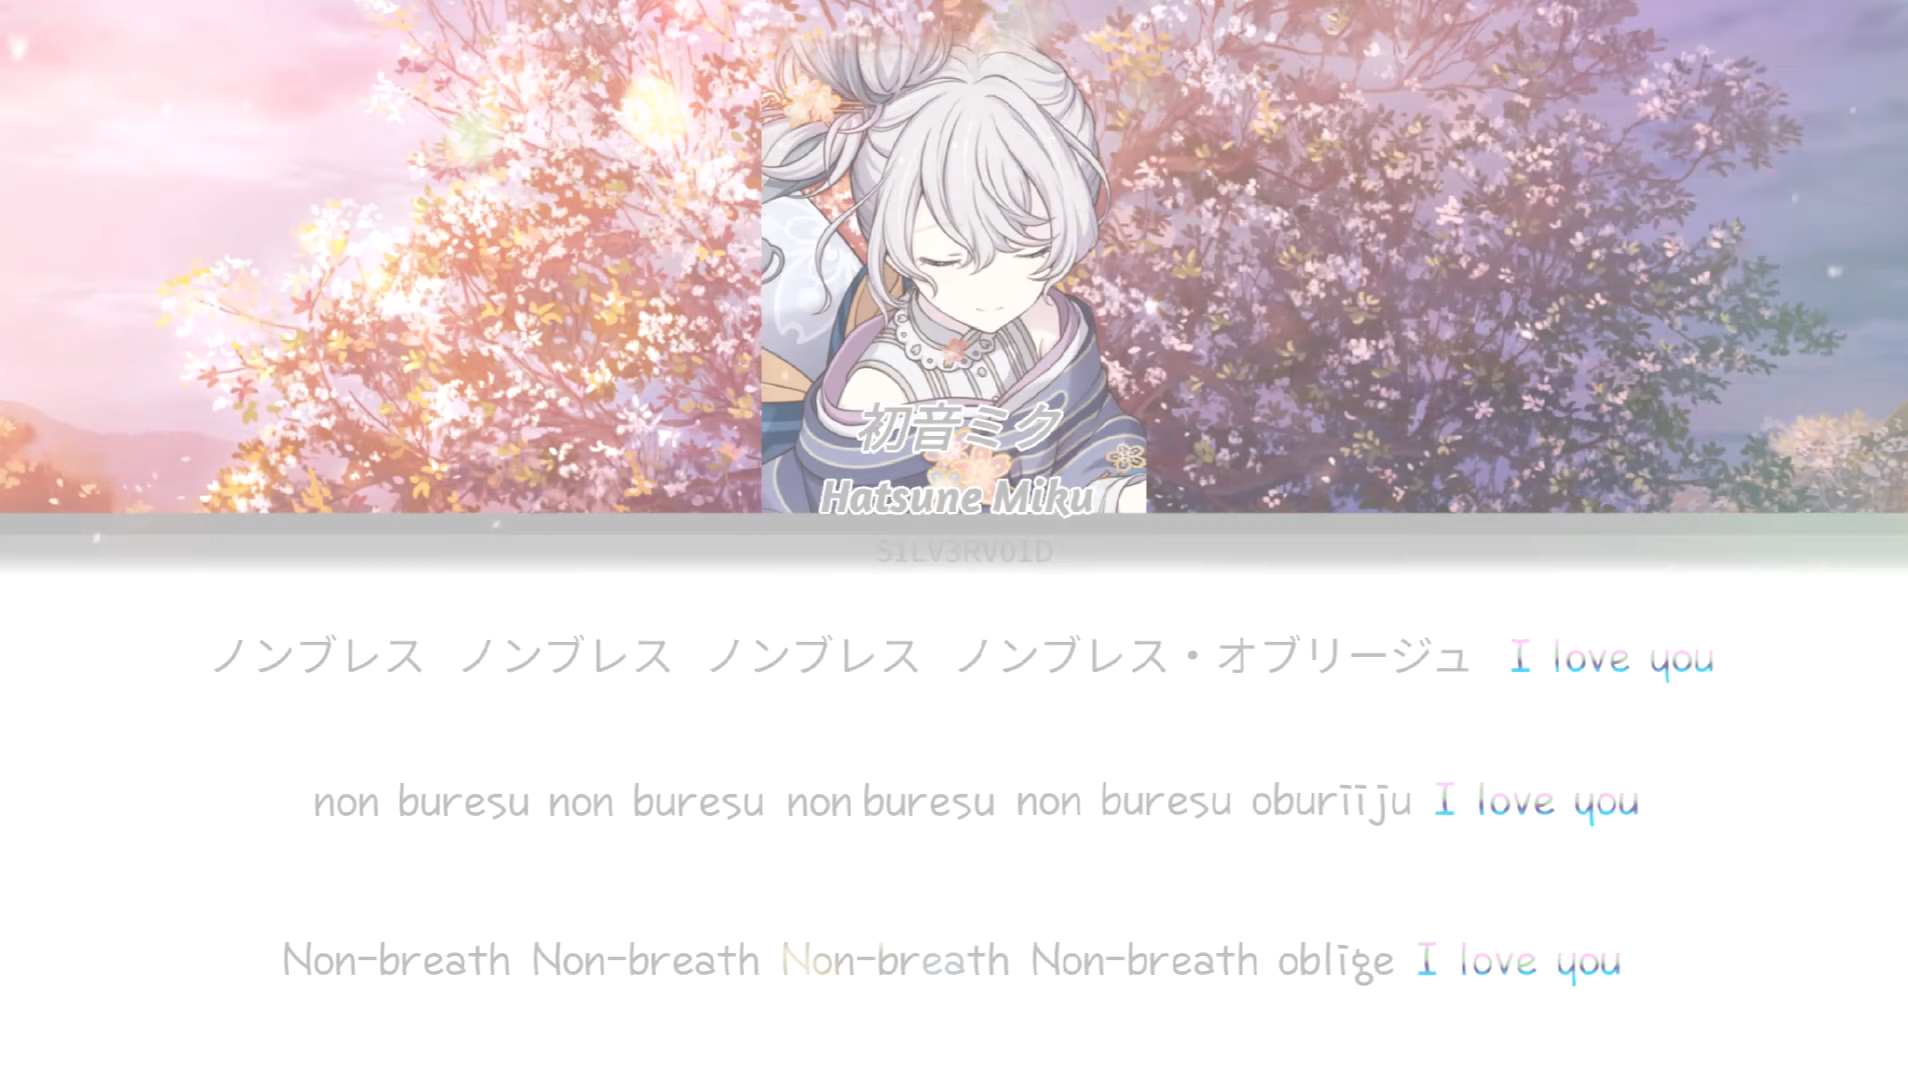 初音ミク
Hatsune Miku
S1LV3RV01D
ノンブレス ノンブレス ノンブレス ノンブレス・オブリージュ I love you
non buresu non buresu non buresu non buresu oburīīju I love you
Non-breath Non-breath Non-breath Non-breath oblīge I love you